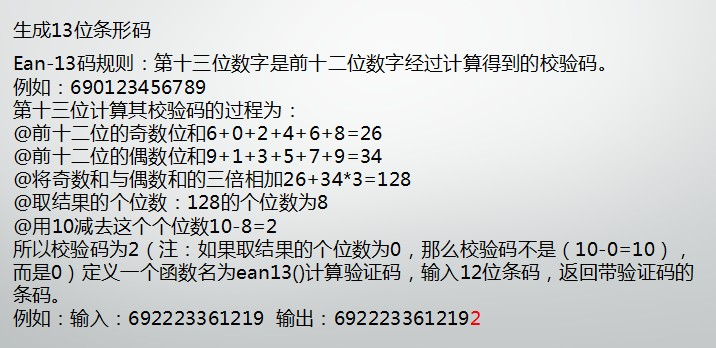 生成13位条形码
Ean-13码规则：第十三位数字是前十二位数字经过计算得到的校验码。
例如：690123456789
第十三位计算其校验码的过程为：
@前十二位的奇数位和6+0+2+4+6+8=26
@前十二位的偶数位和9+1+3+5+7+9=34
@将奇数和与偶数和的三倍相加26+34*3=128
@取结果的个位数：128的个位数为8
@用10减去这个个位数10-8=2
所以校验码为2（注：如果取结果的个位数为0，那么校验码不是（10-0=10），
而是0）定义一个函数名为ean13()计算验证码，输入12位条码，返回带验证码的
条码。
例如：输入：692223361219 输出：6922233612192